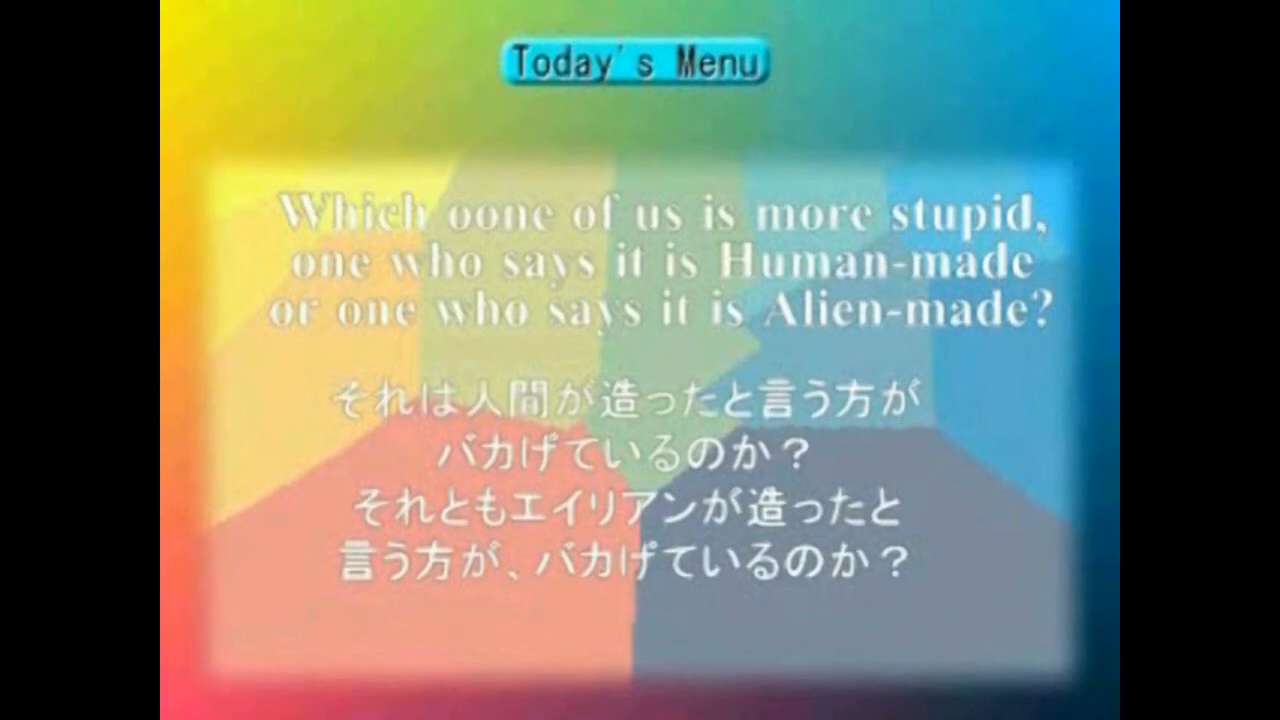 Today's Menu
Which oone of us is more stupid,
one who says it is Human-made
or one who says it is Alien-made?
それは人間が造ったと言う方が
バカげているのか？
それともエイリアンが造ったと
言う方が、バカげているのか？